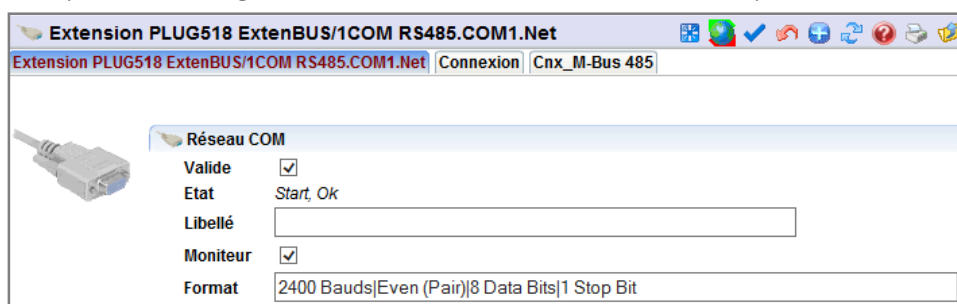 Extension PLUG518 ExtenBUS/1COM RS485.COM1.Net
Extension PLUG518 ExtenBUS/1COM RS485.COM1.Net Connexion Cnx_M-Bus 485
Réseau COM
Valide
Etat Start, Ok
Libellé
Moniteur
Format 2400 Bauds|Even (Pair)|8 Data Bits|1 Stop Bit